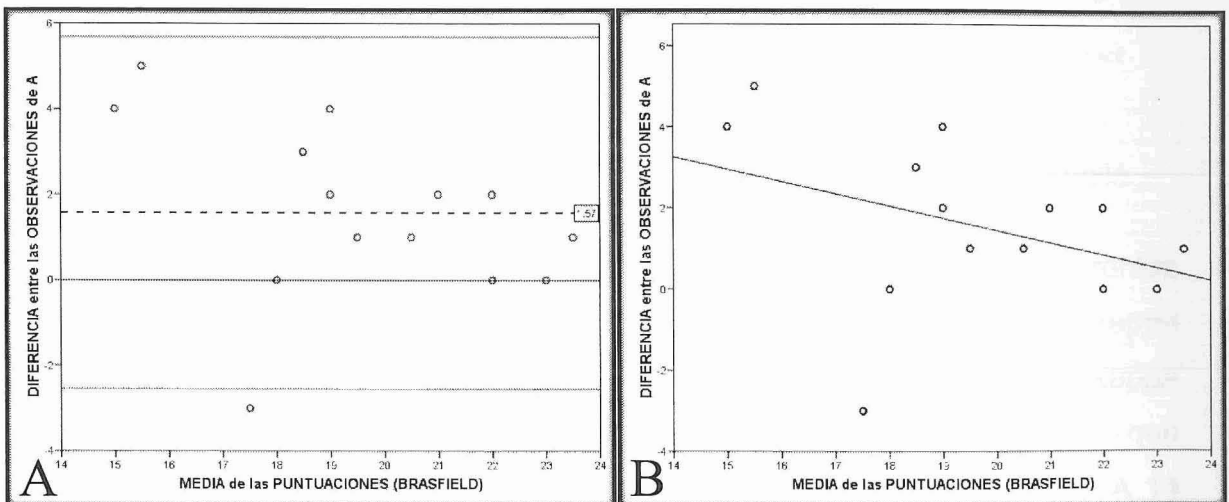 DIFERENCIA entre las OBSERVACIONES de A
6
4
2
0
-2
-4
1.57
14 15 16 17 18 19 20 21 22 23 24
MEDIA de las PUNTUACIONES (BRASFIELD)
A
DIFERENCIA entre las OBSERVACIONES de A
6
4
2
0
-2
-4
14 15 16 17 18 19 20 21 22 23 24
MEDIA de las PUNTUACIONES (BRASFIELD)
B